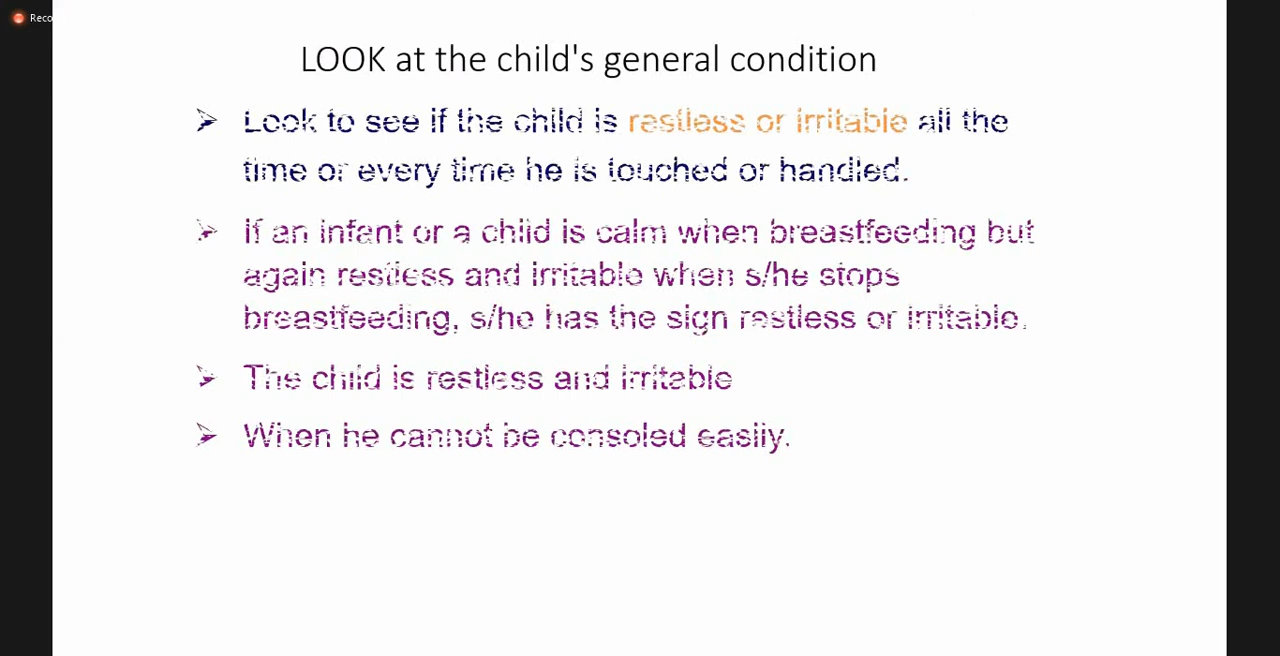 Reco
LOOK at the child's general condition
Look to see if the child is restless or irritable all the
time or every time he is touched or handled.
If an infant or a child is calm when breastfeeding but
again restless and irritable when s/he stops
breastfeeding, s/he has the sign restless or irritable.
The child is restless and irritable
When he cannot be consoled easily.